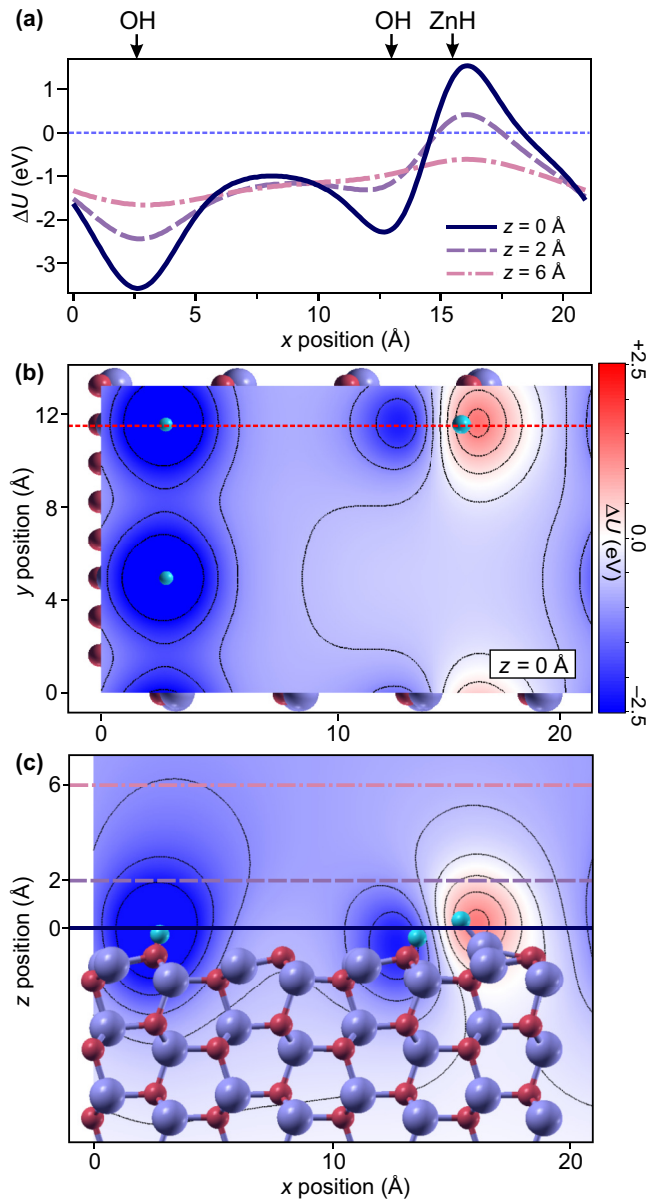 (a) OH OH ZnH
1
0
-1
-2
-3
ΔU (eV)
z = 0 Å
z = 2 Å
z = 6 Å
0 5 10 15 20
x position (Å)
(b)
12
8
4
0
y position (Å)
z = 0 Å
0 10 20
+2.5
0.0
-2.5
ΔU (eV)
(c)
6
2
0
z position (Å)
0 10 20
x position (Å)